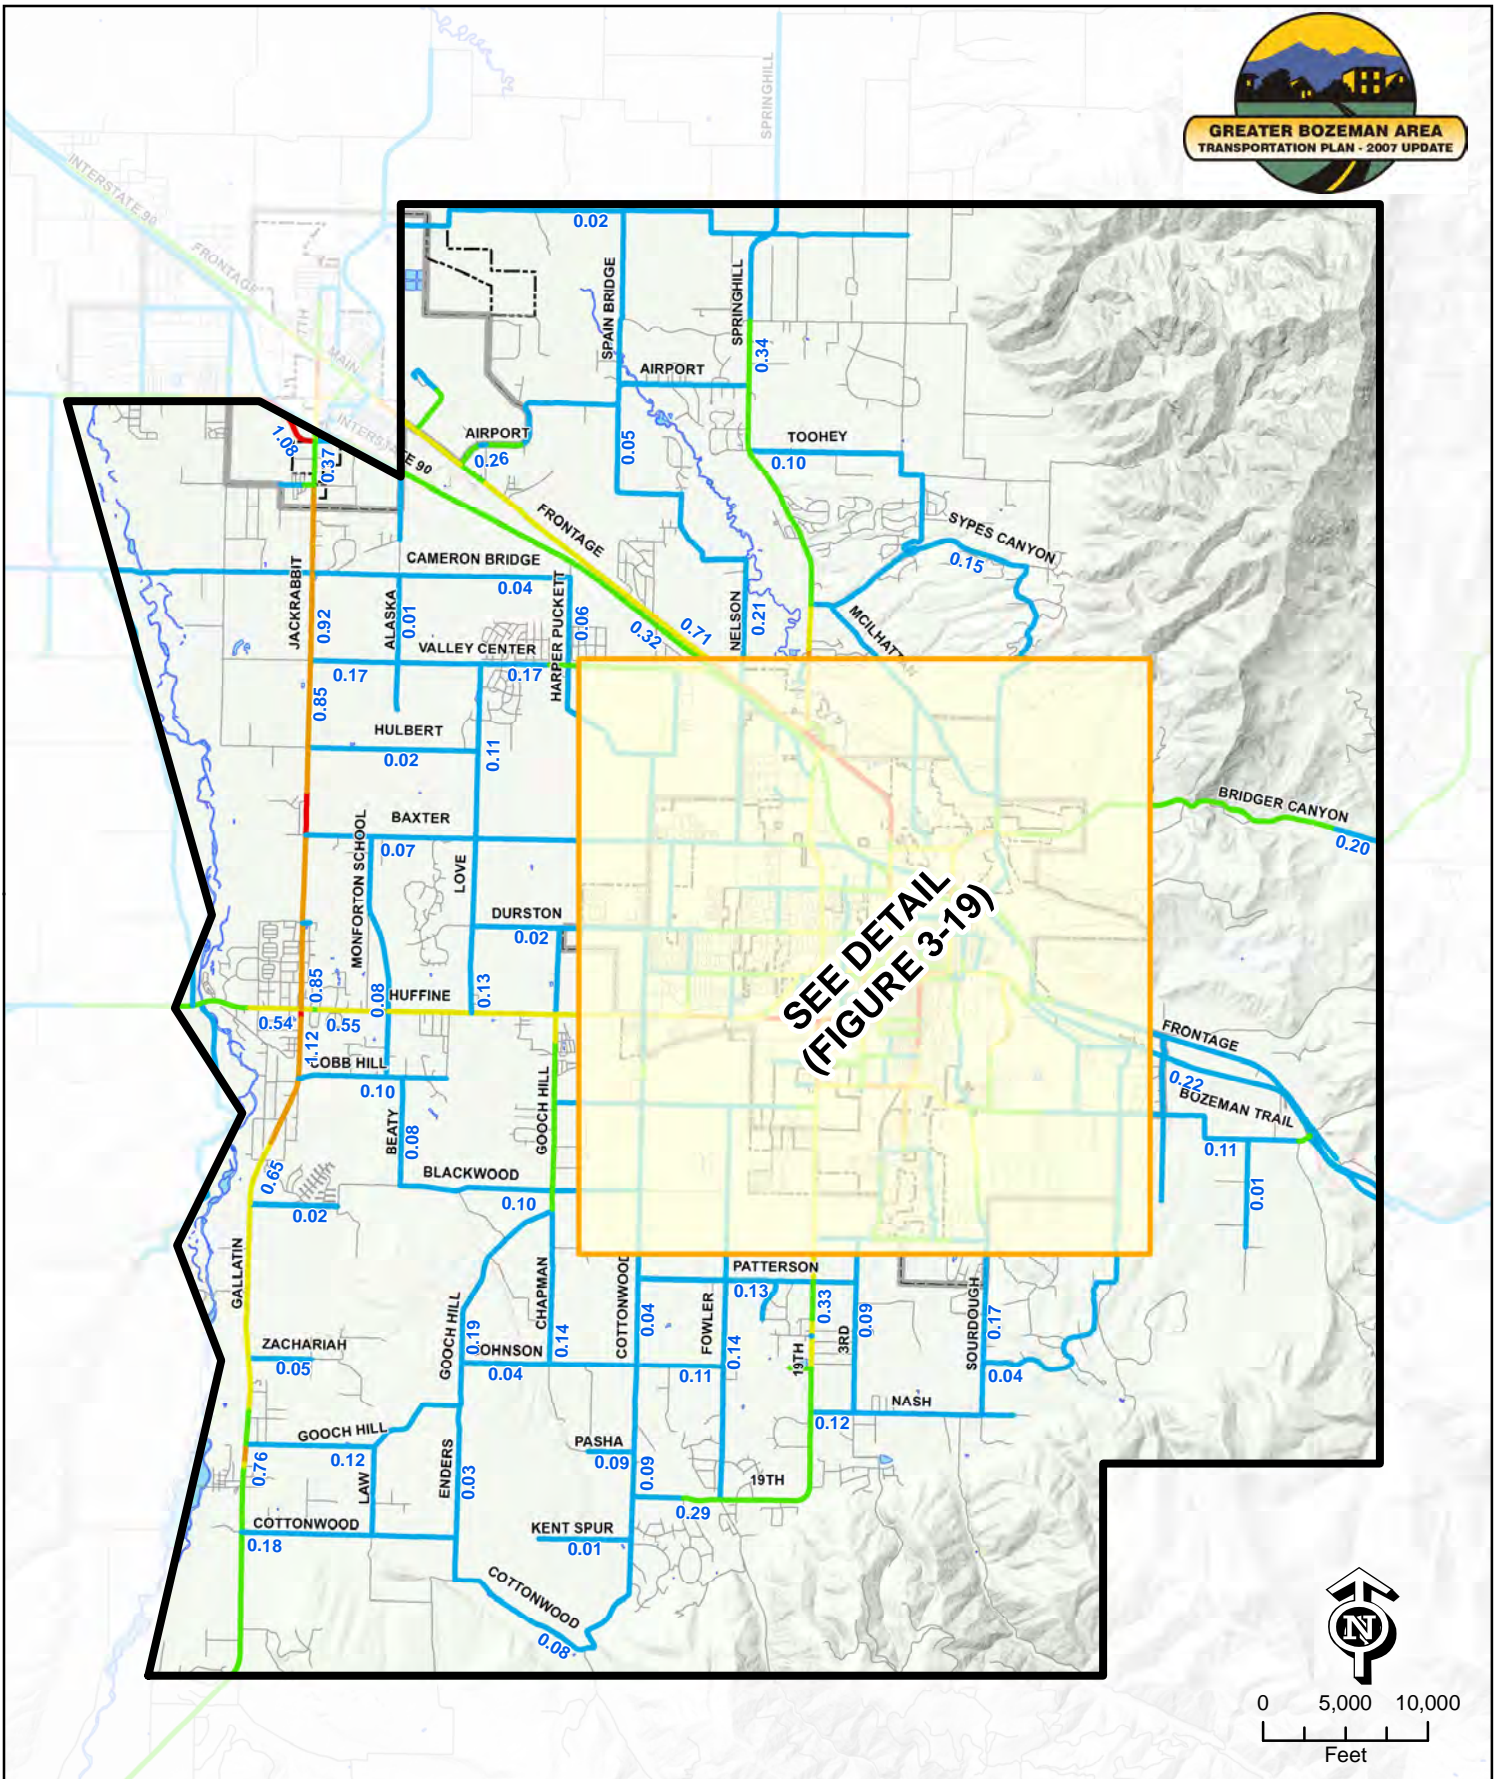 GREATER BOZEMAN AREA
TRANSPORTATION PLAN - 2007 UPDATE
SPRINGHILL
INTERSTATE 90
FRONTAGE
7TH
MAIN
INTERSTATE 90
0.02
SPAIN BRIDGE
SPRINGHILL
0.34
AIRPORT
1.08
0.37
AIRPORT
0.26
0.05
TOOHEY
0.10
FRONTAGE
SYPES CANYON
0.15
JACKRABBIT
CAMERON BRIDGE
0.04
0.92
ALASKA
0.01
HARPER PUCKETT
0.06
0.32
0.71
NELSON
0.21
MCILHATTAN
VALLEY CENTER
0.17
0.17
0.85
HULBERT
0.02
0.11
BRIDGER CANYON
0.20
MONFORTON SCHOOL
BAXTER
0.07
LOVE
DURSTON
0.02
SEE DETAIL
(FIGURE 3-19)
0.85
0.08
HUFFINE
0.13
0.54
0.55
1.12
COBB HILL
0.10
FRONTAGE
0.22
BOZEMAN TRAIL
0.11
0.01
BEATY
0.08
GOOCH HILL
BLACKWOOD
0.10
0.65
0.02
GALLATIN
GOOCH HILL
0.19
CHAPMAN
0.14
COTTONWOOD
0.04
PATTERSON
0.13
FOWLER
0.14
0.33
19TH
3RD
0.09
SOURDOUGH
0.17
0.04
ZACHARIAH
0.05
JOHNSON
0.04
0.11
NASH
0.12
GOOCH HILL
0.12
0.76
LAW
ENDERS
0.03
PASHA
0.09
0.09
19TH
0.29
COTTONWOOD
0.18
KENT SPUR
0.01
COTTONWOOD
0.08
N
0 5,000 10,000
Feet